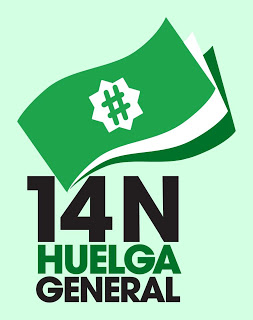 #
14N
HUELGA
GENERAL